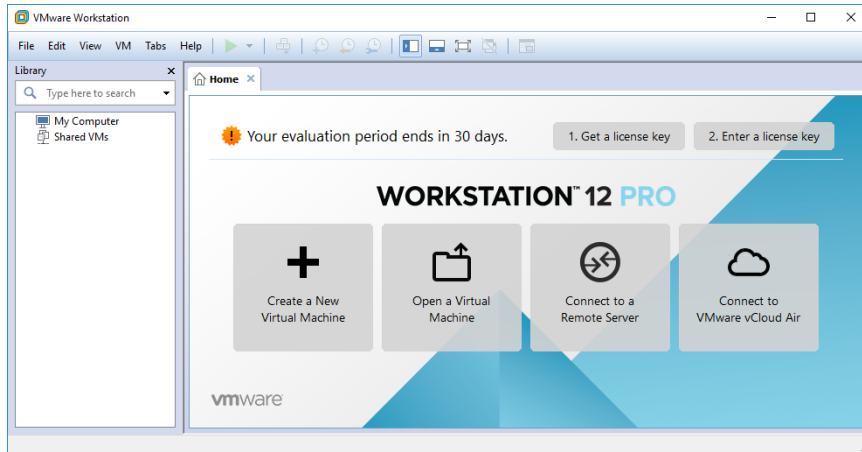 VMware Workstation
File Edit View VM Tabs Help
Library
Type here to search
My Computer
Shared VMs
Home
Your evaluation period ends in 30 days.
1. Get a license key
2. Enter a license key
WORKSTATION™ 12 PRO
Create a New
Virtual Machine
Open a Virtual
Machine
Connect to a
Remote Server
Connect to
VMware vCloud Air
vmware